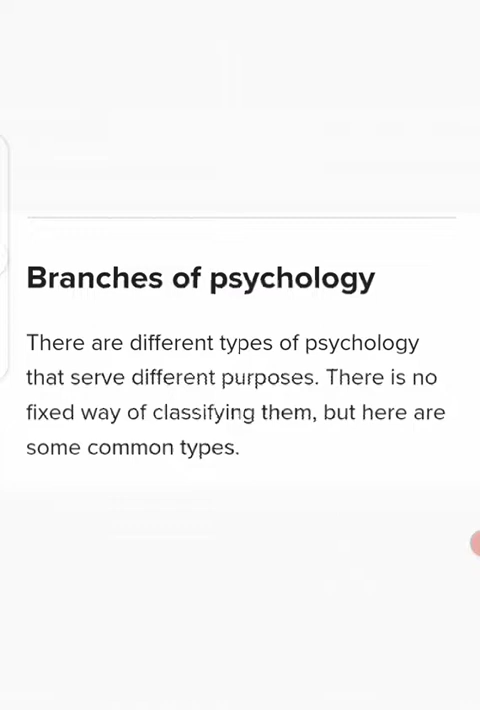 Branches of psychology
There are different types of psychology
that serve different purposes. There is no
fixed way of classifying them, but here are
some common types.